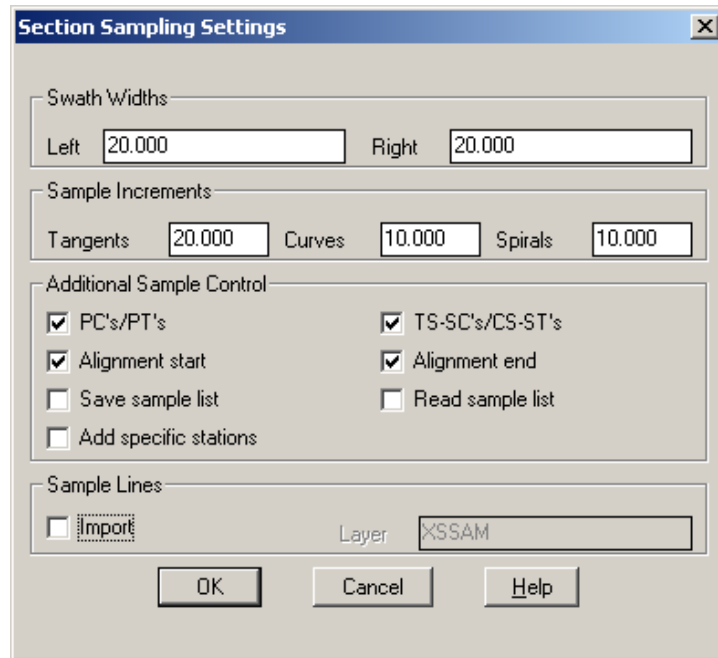 Section Sampling Settings
Swath Widths
Left 20.000 Right 20.000
Sample Increments
Tangents 20.000 Curves 10.000 Spirals 10.000
Additional Sample Control
PC's/PT's TS-SC's/CS-ST's
Alignment start Alignment end
Save sample list Read sample list
Add specific stations
Sample Lines
Import Layer XSSAM
OK Cancel Help